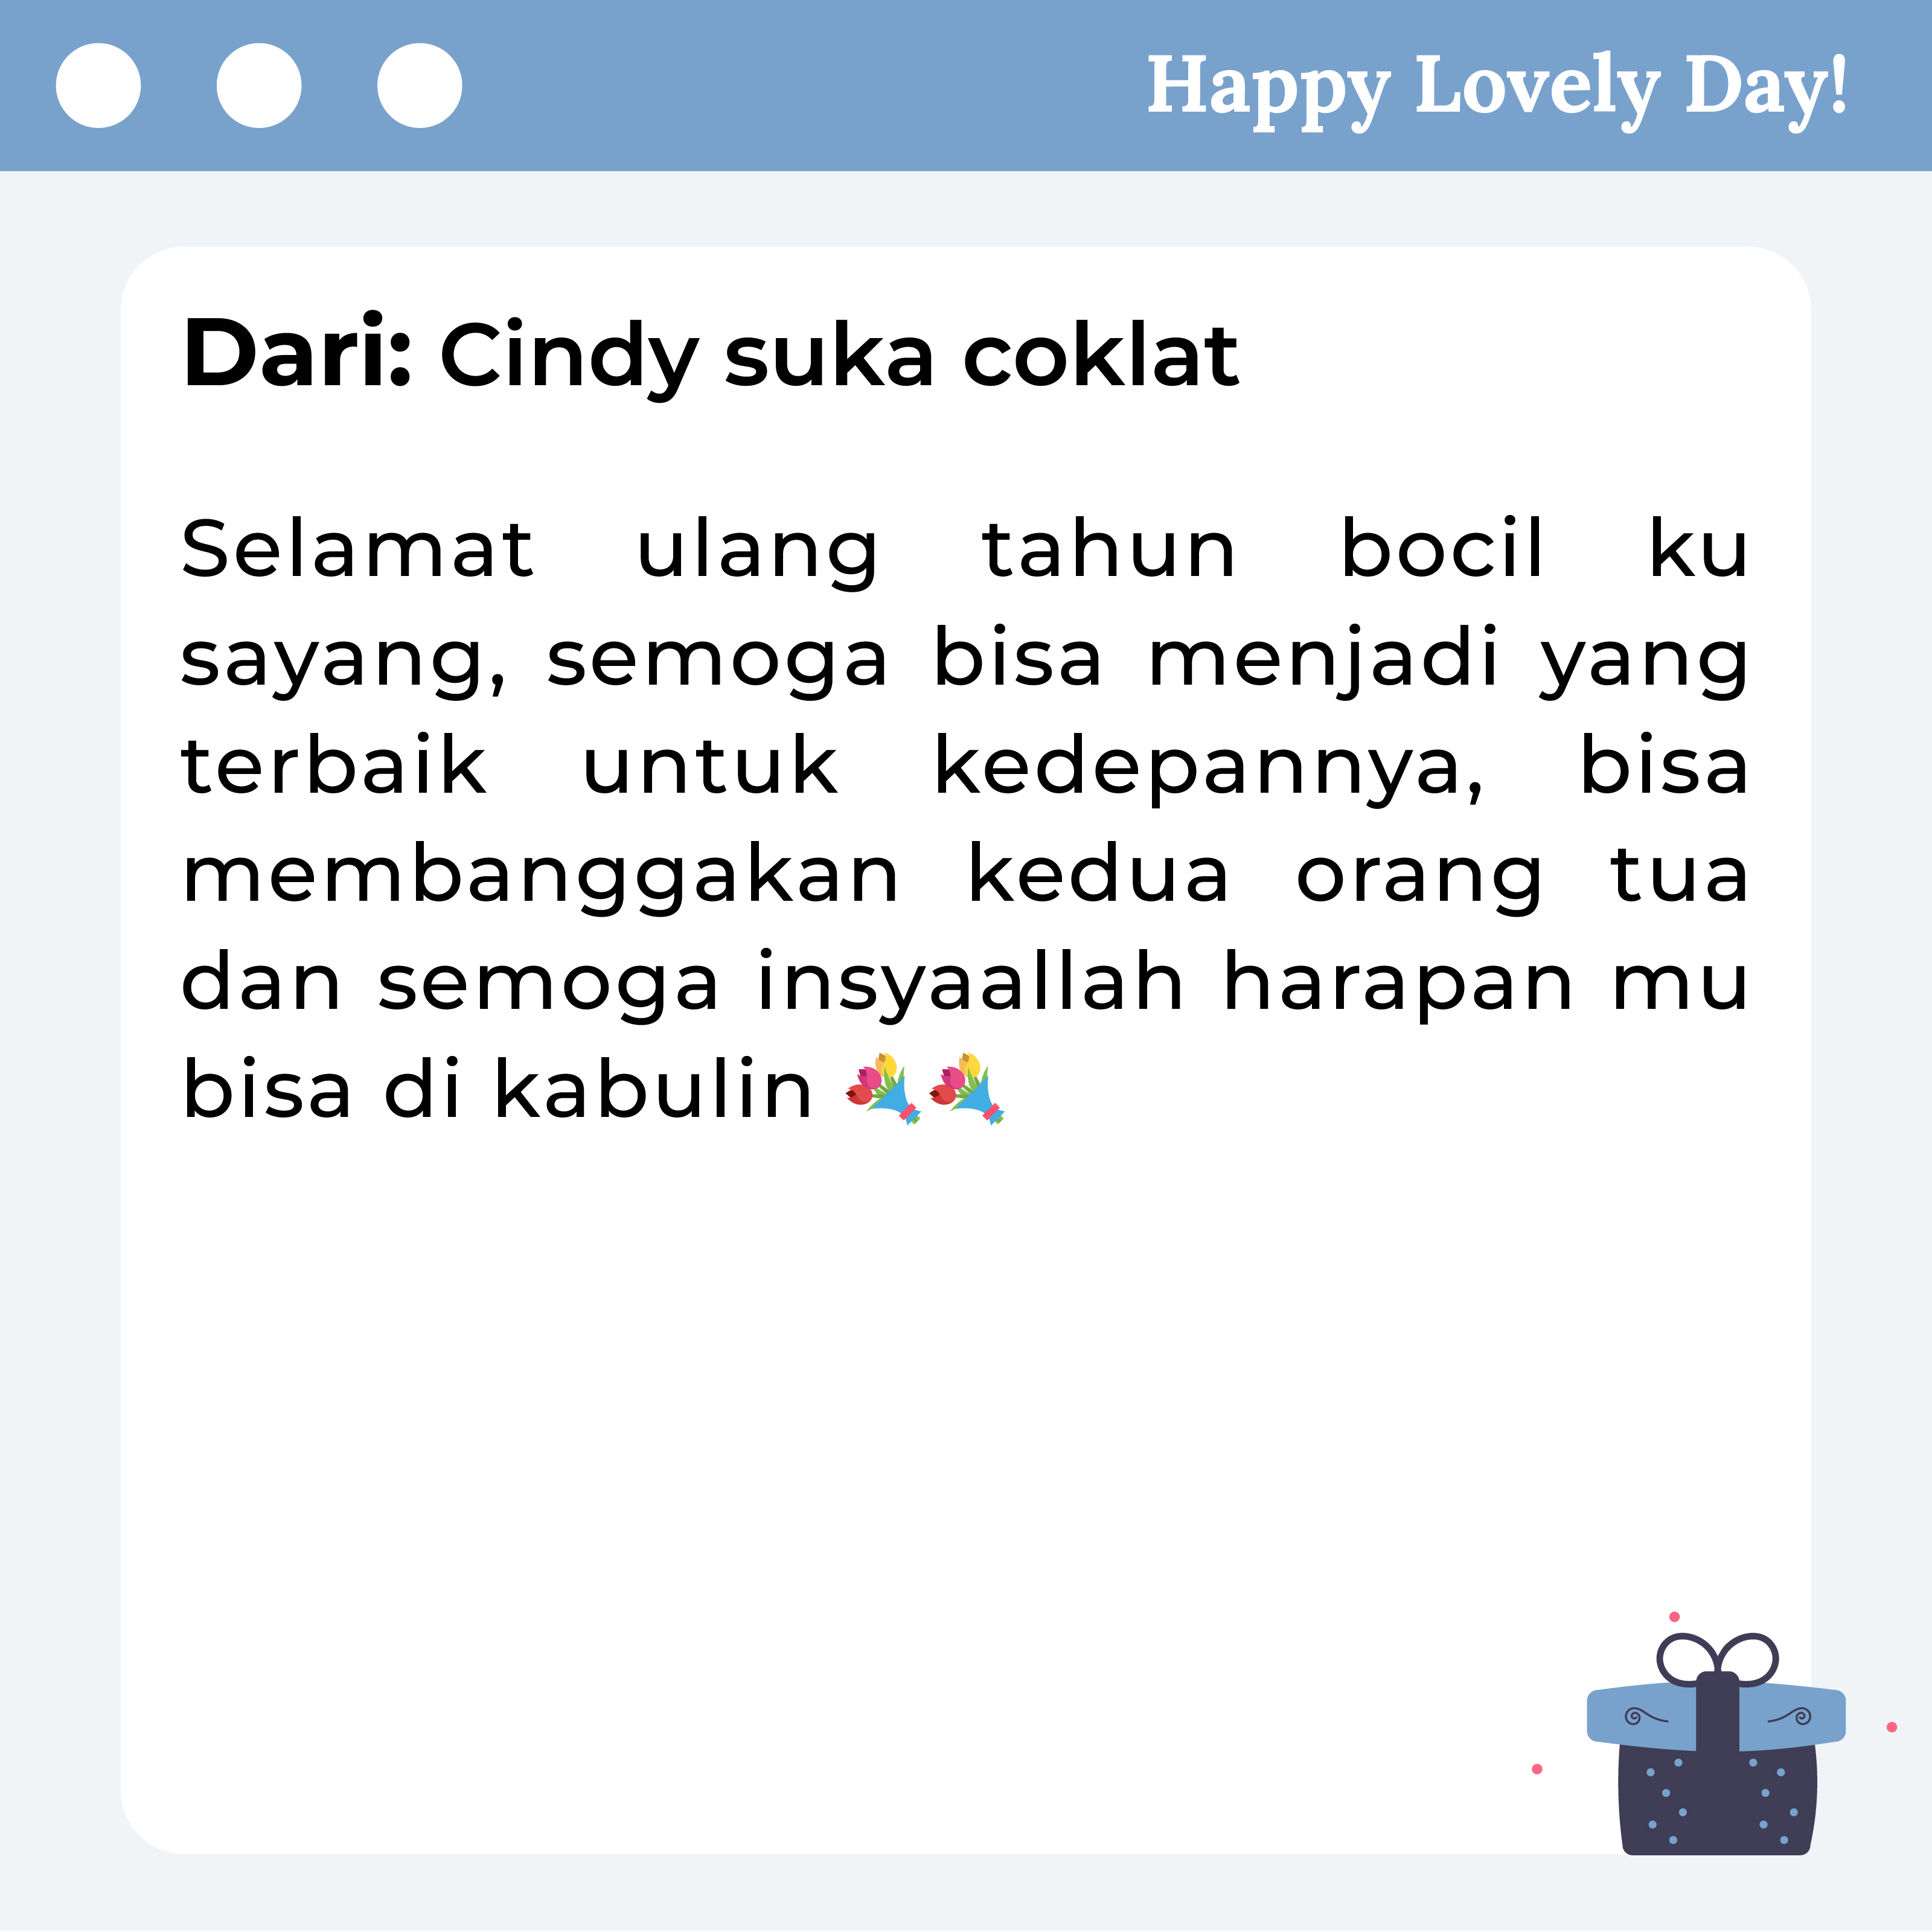 Happy Lovely Day!
Dari: Cindy suka coklat
Selamat ulang tahun bocil ku
sayang, semoga bisa menjadi yang
terbaik untuk kedepannya, bisa
membanggakan kedua orang tua
dan semoga insyaallah harapan mu
bisa di kabulin 💐💐